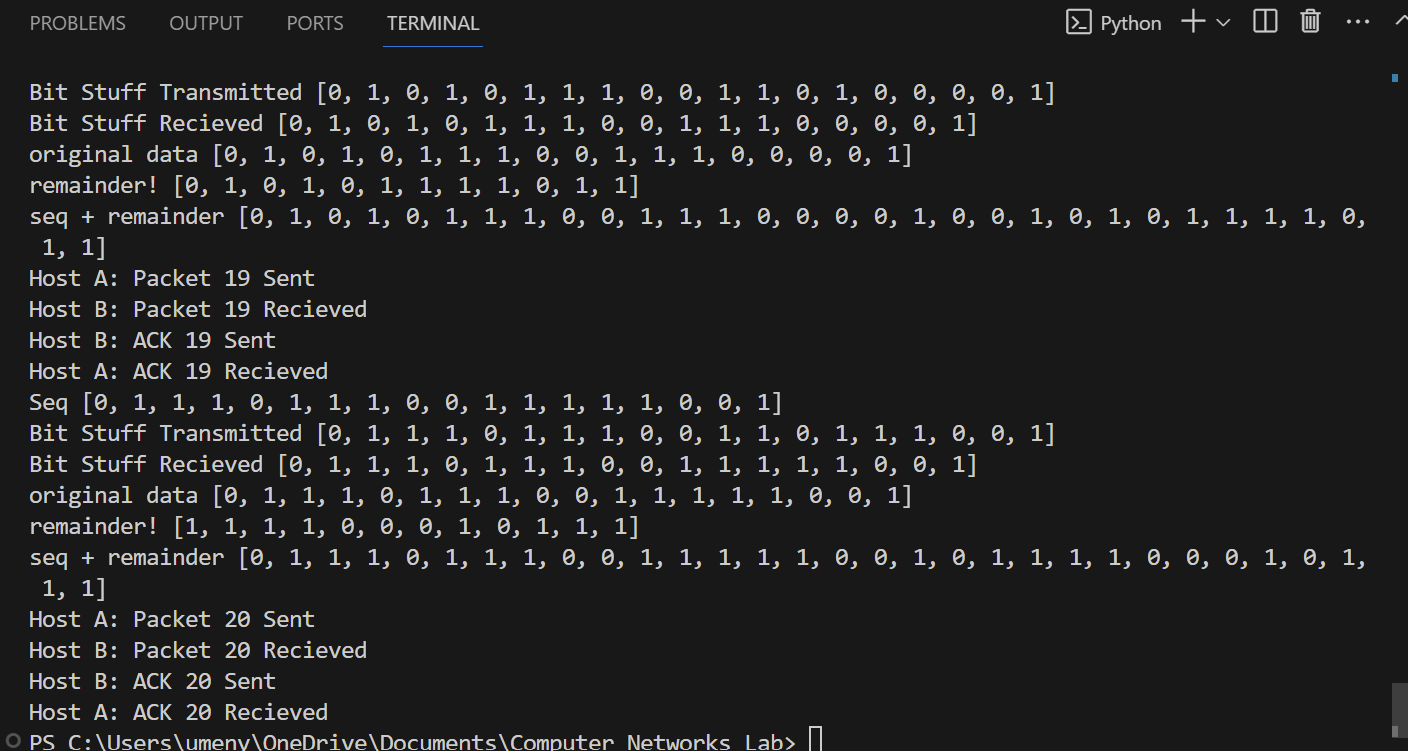 PROBLEMS OUTPUT PORTS TERMINAL Python
Bit Stuff Transmitted [0, 1, 0, 1, 0, 1, 1, 1, 0, 0, 1, 1, 0, 1, 0, 0, 0, 0, 1]
Bit Stuff Recieved [0, 1, 0, 1, 0, 1, 1, 1, 0, 0, 1, 1, 1, 0, 0, 0, 0, 1]
original data [0, 1, 0, 1, 0, 1, 1, 1, 0, 0, 1, 1, 1, 0, 0, 0, 0, 1]
remainder! [0, 1, 0, 1, 0, 1, 1, 1, 1, 0, 1, 1]
seq + remainder [0, 1, 0, 1, 0, 1, 1, 1, 0, 0, 1, 1, 1, 0, 0, 0, 0, 1, 0, 0, 1, 0, 1, 0, 1, 1, 1, 1, 0,
1, 1]
Host A: Packet 19 Sent
Host B: Packet 19 Recieved
Host B: ACK 19 Sent
Host A: ACK 19 Recieved
Seq [0, 1, 1, 1, 0, 1, 1, 1, 0, 0, 1, 1, 1, 1, 1, 0, 0, 1]
Bit Stuff Transmitted [0, 1, 1, 1, 0, 1, 1, 1, 0, 0, 1, 1, 0, 1, 1, 1, 0, 0, 1]
Bit Stuff Recieved [0, 1, 1, 1, 0, 1, 1, 1, 0, 0, 1, 1, 1, 1, 1, 0, 0, 1]
original data [0, 1, 1, 1, 0, 1, 1, 1, 0, 0, 1, 1, 1, 1, 1, 0, 0, 1]
remainder! [1, 1, 1, 1, 0, 0, 0, 1, 0, 1, 1, 1]
seq + remainder [0, 1, 1, 1, 0, 1, 1, 1, 0, 0, 1, 1, 1, 1, 1, 0, 0, 1, 0, 1, 1, 1, 1, 0, 0, 0, 1, 0, 1,
1, 1]
Host A: Packet 20 Sent
Host B: Packet 20 Recieved
Host B: ACK 20 Sent
Host A: ACK 20 Recieved
PS C:\Users\umeny\OneDrive\Documents\Computer Networks Lab>